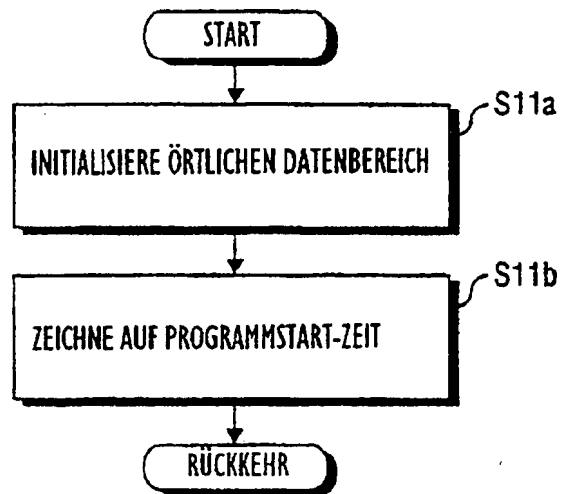 START
S11a
INITIALISIERE ÖRTLICHEN DATENBEREICH
S11b
ZEICHNE AUF PROGRAMMSTART-ZEIT
RÜCKKEHR